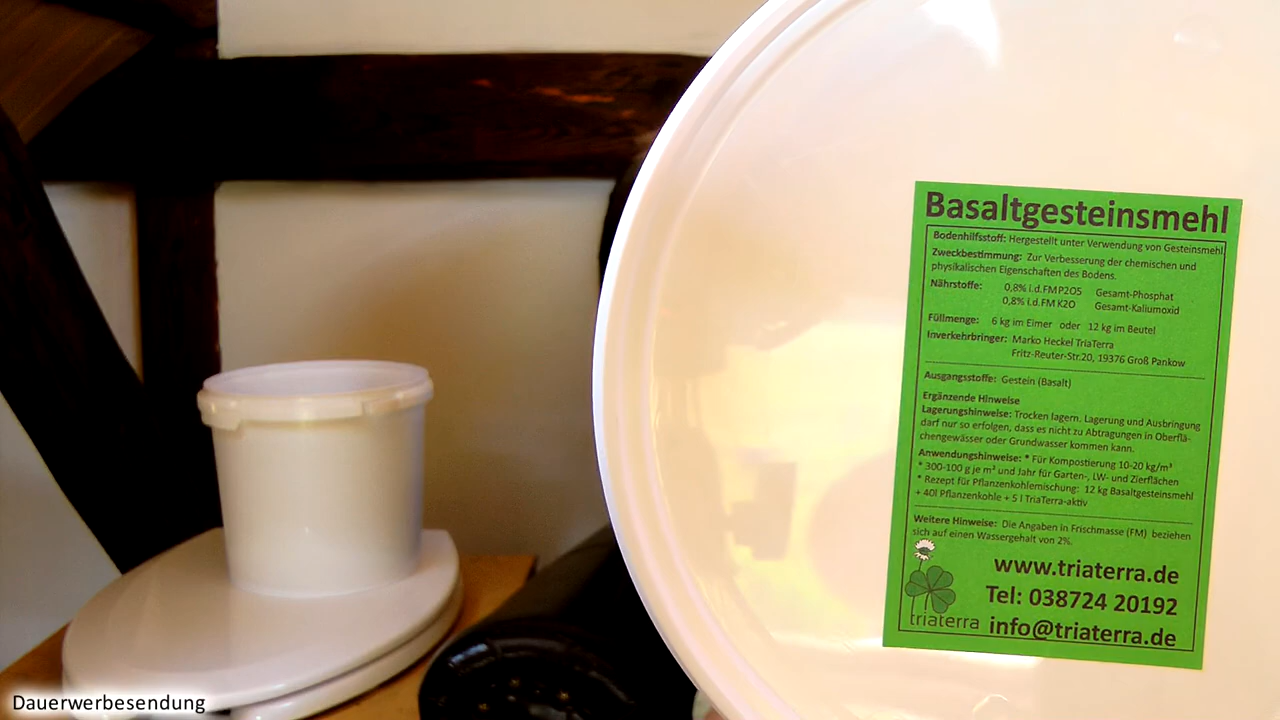 Basaltgesteinsmehl
Bodenhilfsstoff: Hergestellt unter Verwendung von Gesteinsmehl
Zweckbestimmung: Zur Verbesserung der chemischen und
physikalischen Eigenschaften des Bodens.
Nährstoffe: 0,8% i.d.FM P2O5 Gesamt-Phosphat
0,8% i.d.FM K2O Gesamt-Kaliumoxid
Füllmenge: 6 kg im Eimer oder 12 kg im Beutel
Inverkehrbringer: Marko Heckel TriaTerra
Fritz-Reuter-Str.20, 19376 Groß Pankow
Ausgangsstoffe: Gestein (Basalt)
Ergänzende Hinweise
Lagerungshinweise: Trocken lagern. Lagerung und Ausbringung
darf nur so erfolgen, dass es nicht zu Abtragungen in Oberflä-
chengewässer oder Grundwasser kommen kann.
Anwendungshinweise: * Für Kompostierung 10-20 kg/m³
* 300-100 g je m² und Jahr für Garten-, LW- und Zierflächen
* Rezept für Pflanzenkohlemischung: 12 kg Basaltgesteinsmehl
+ 40l Pflanzenkohle + 5 l TriaTerra-aktiv
Weitere Hinweise: Die Angaben in Frischmasse (FM) beziehen
sich auf einen Wassergehalt von 2%.
www.triaterra.de
Tel: 038724 20192
triaterra info@triaterra.de
Dauerwerbesendung